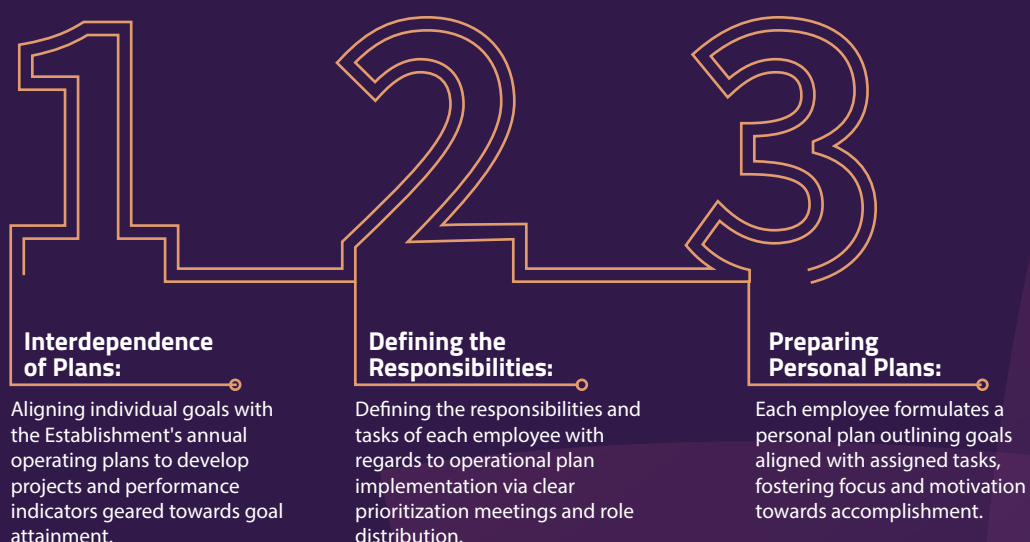 1
Interdependence
of Plans:
Aligning individual goals with
the Establishment's annual
operating plans to develop
projects and performance
indicators geared towards goal
attainment.
2
Defining the
Responsibilities:
Defining the responsibilities and
tasks of each employee with
regards to operational plan
implementation via clear
prioritization meetings and role
distribution.
3
Preparing
Personal Plans:
Each employee formulates a
personal plan outlining goals
aligned with assigned tasks,
fostering focus and motivation
towards accomplishment.